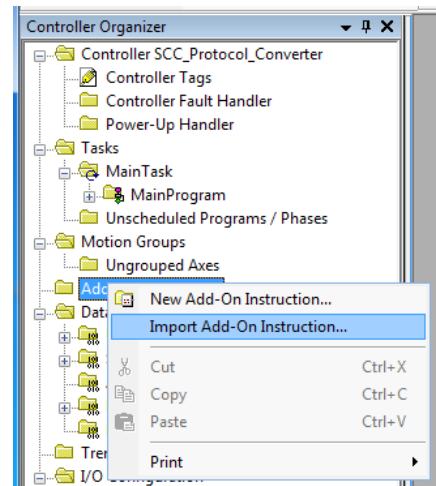 Controller Organizer
Controller SCC_Protocol_Converter
Controller Tags
Controller Fault Handler
Power-Up Handler
Tasks
MainTask
MainProgram
Unscheduled Programs / Phases
Motion Groups
Ungrouped Axes
New Add-On Instruction...
Import Add-On Instruction...
Cut Ctrl+X
Copy Ctrl+C
Paste Ctrl+V
Print
I/O Configuration